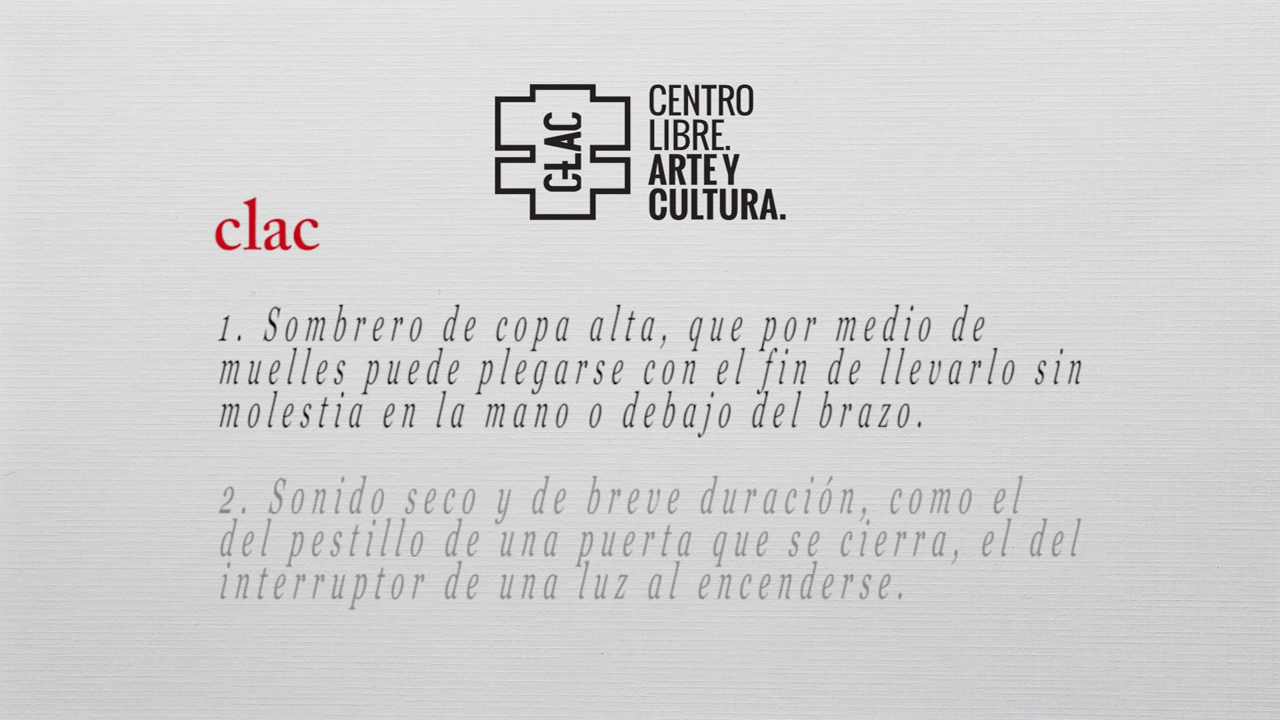 CLAC
CENTRO
LIBRE.
ARTE Y
CULTURA.
clac
1. Sombrero de copa alta, que por medio de
muelles puede plegarse con el fin de llevarlo sin
molestia en la mano o debajo del brazo.
2. Sonido seco y de breve duración, como el
del pestillo de una puerta que se cierra, el del
interruptor de una luz al encenderse.